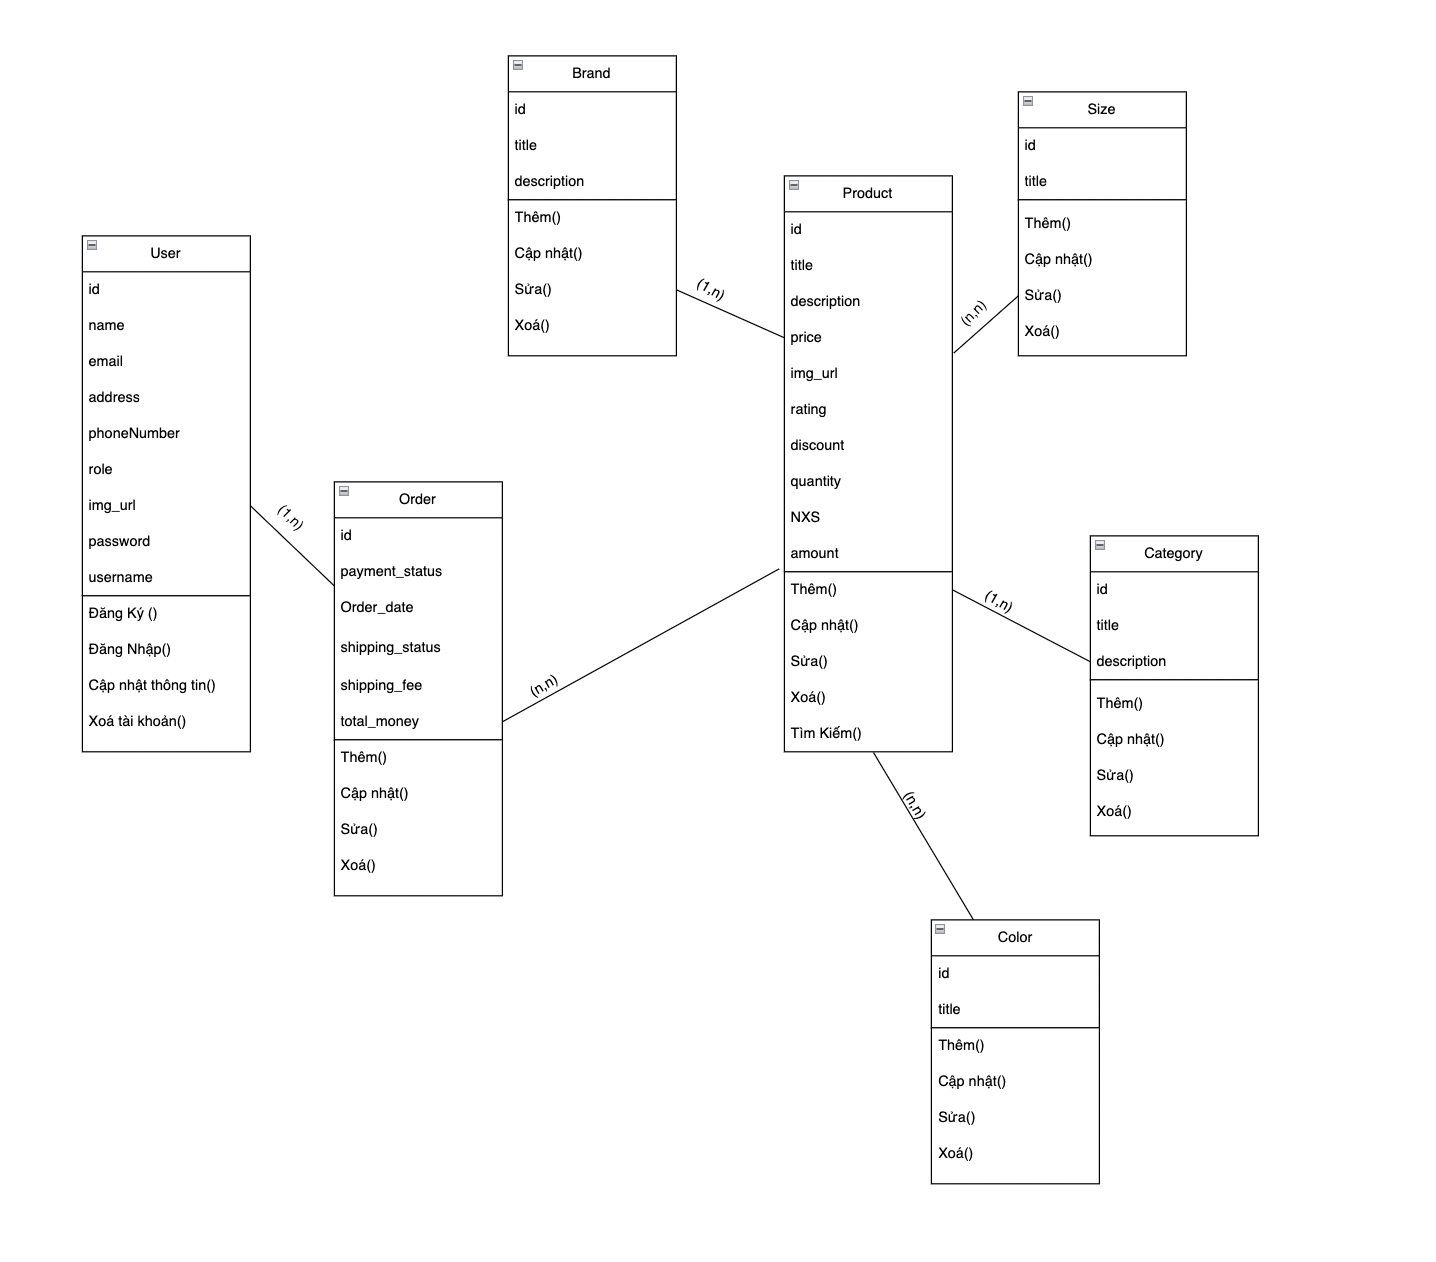 Brand
id
title
description
Thêm()
Cập nhật()
Sửa()
Xoá()
Size
id
title
Thêm()
Cập nhật()
Sửa()
Xoá()
Product
id
title
description
price
img_url
rating
discount
quantity
NXS
amount
Thêm()
Cập nhật()
Sửa()
Xoá()
Tìm Kiếm()
User
id
name
email
address
phoneNumber
role
img_url
password
username
Đăng Ký ()
Đăng Nhập()
Cập nhật thông tin()
Xoá tài khoản()
(1,n)
(n,n)
(1,n)
Order
id
payment_status
Order_date
shipping_status
shipping_fee
total_money
Thêm()
Cập nhật()
Sửa()
Xoá()
(n,n)
(1,n)
Category
id
title
description
Thêm()
Cập nhật()
Sửa()
Xoá()
(n,n)
Color
id
title
Thêm()
Cập nhật()
Sửa()
Xoá()